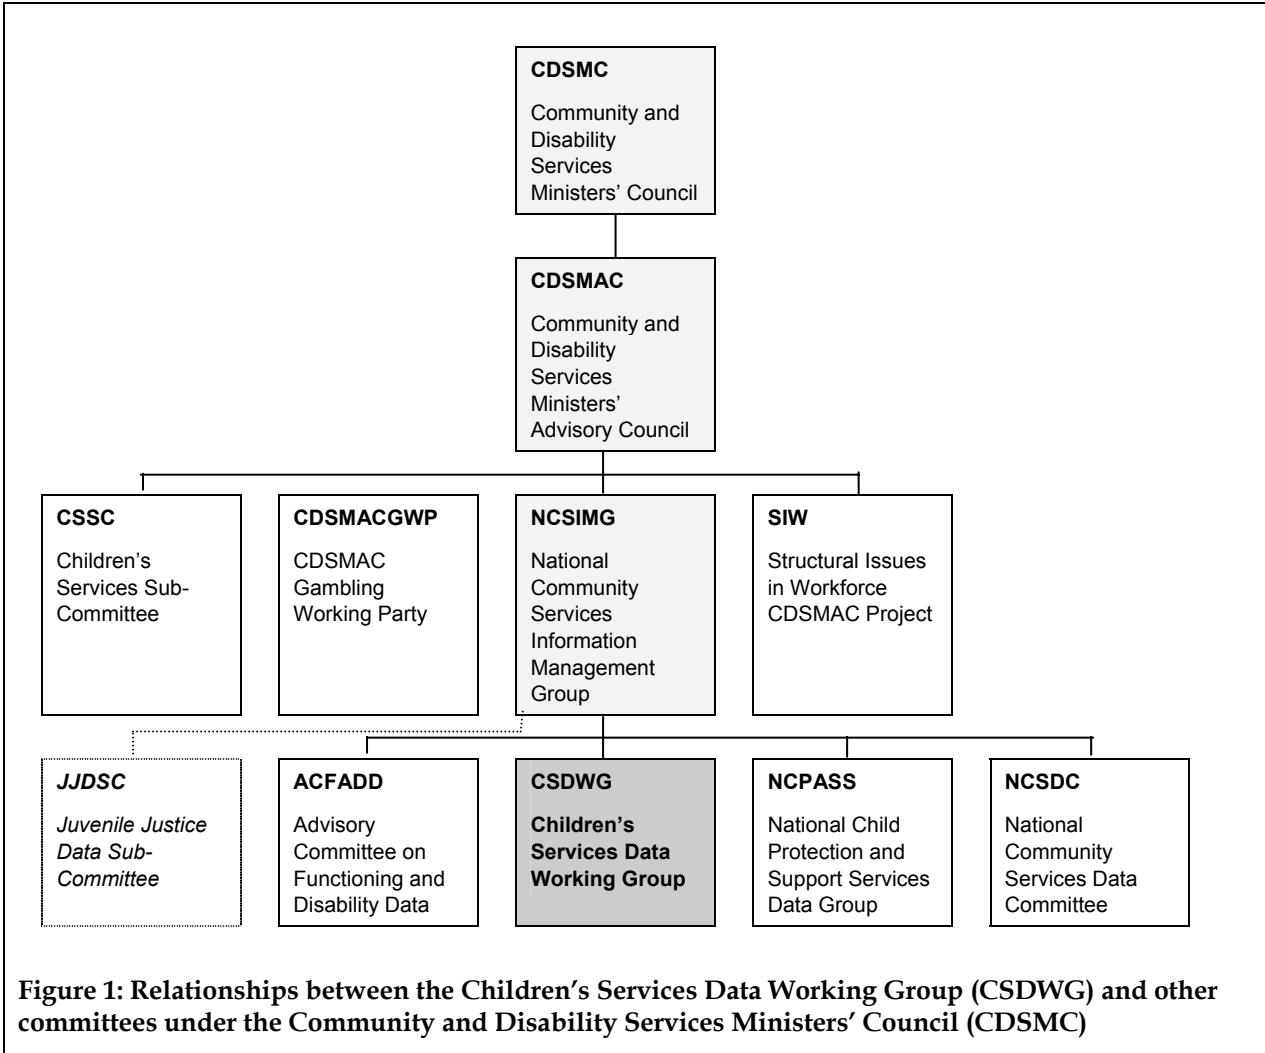 CDSMC
Community and
Disability
Services
Ministers’ Council
CDSMAC
Community and
Disability
Services
Ministers’
Advisory Council
CSSC
Children’s
Services Sub-
Committee
CDSMACGWP
CDSMAC
Gambling
Working Party
NCSIMG
National
Community
Services
Information
Management
Group
SIW
Structural Issues
in Workforce
CDSMAC Project
JJDSC
Juvenile Justice
Data Sub-
Committee
ACFADD
Advisory
Committee on
Functioning and
Disability Data
CSDWG
Children’s
Services Data
Working Group
NCPASS
National Child
Protection and
Support Services
Data Group
NCSDC
National
Community
Services Data
Committee
Figure 1: Relationships between the Children’s Services Data Working Group (CSDWG) and other
committees under the Community and Disability Services Ministers’ Council (CDSMC)